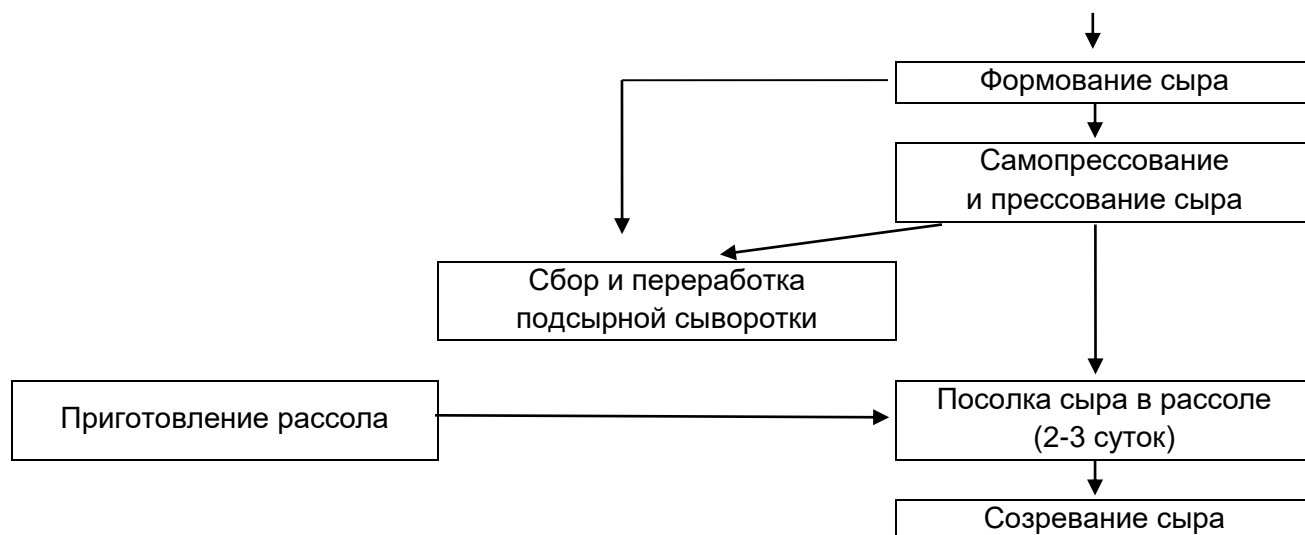 Формование сыра
Самопрессование
и прессование сыра
Сбор и переработка
подсырной сыворотки
Приготовление рассола
Посолка сыра в рассоле
(2-3 суток)
Созревание сыра